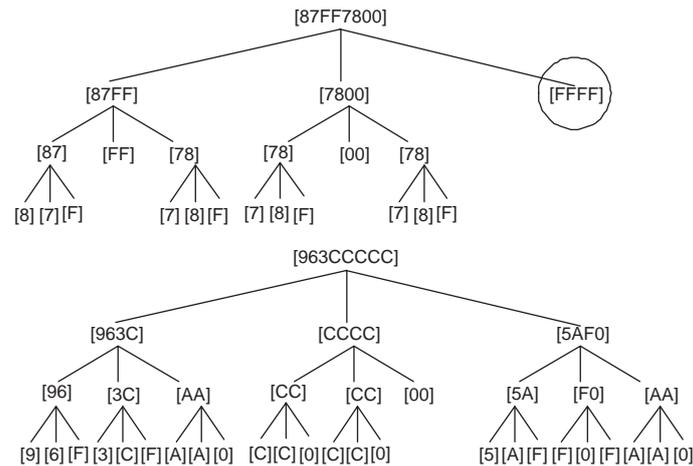 [87FF7800]
[87FF] [7800] [FFFF]
[87] [FF] [78] [78] [00] [78]
[8] [7] [F] [7] [8] [F] [7] [8] [F] [7] [8] [F]
[963CCCCC]
[963C] [CCCC] [5AF0]
[96] [3C] [AA] [CC] [CC] [00] [5A] [F0] [AA]
[9] [6] [F] [3] [C] [F] [A] [A] [0] [C] [C] [0] [C] [C] [0] [5] [A] [F] [F] [0] [F] [A] [A] [0]